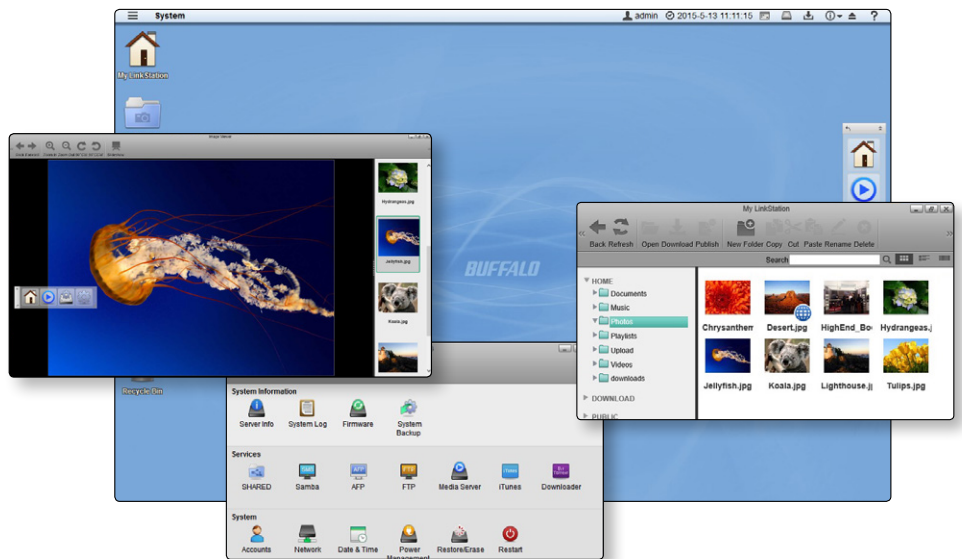 System
admin 2015-5-13 11:11:15
My LinkStation
Hydrangeas.jpg
Jellyfish.jpg
Koala.jpg
BUFFALO
Recycle Bin
My LinkStation
Back Refresh Open Download Publish New Folder Copy Cut Paste Rename Delete
Search
HOME
Documents
Music
Photos
Playlists
Upload
Videos
downloads
DOWNLOAD
PUBLIC
Chrysanthem Desert.jpg HighEnd_Bo Hydrangeas.j
Jellyfish.jpg Koala.jpg Lighthouse.j Tulips.jpg
System Information
Server Info System Log Firmware System
Backup
Services
SHARED Samba AFP FTP Media Server iTunes Downloader
System
Accounts Network Date & Time Power Restore/Erase Restart
Management